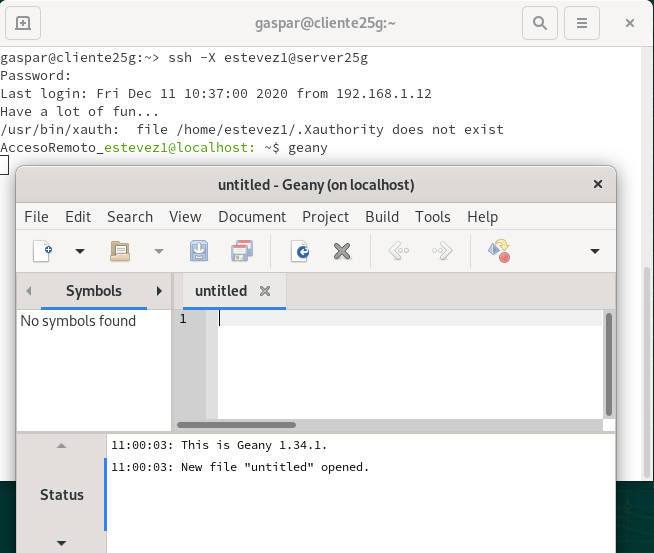 gaspar@cliente25g:~
gaspar@cliente25g:~> ssh -X estevez1@server25g
Password:
Last login: Fri Dec 11 10:37:00 2020 from 192.168.1.12
Have a lot of fun...
/usr/bin/xauth:  file /home/estevez1/.Xauthority does not exist
AccesoRemoto_estevez1@localhost: ~$ geany
untitled - Geany (on localhost)
File Edit Search View Document Project Build Tools Help
Symbols untitled
No symbols found
1
11:00:03: This is Geany 1.34.1.
11:00:03: New file "untitled" opened.
Status